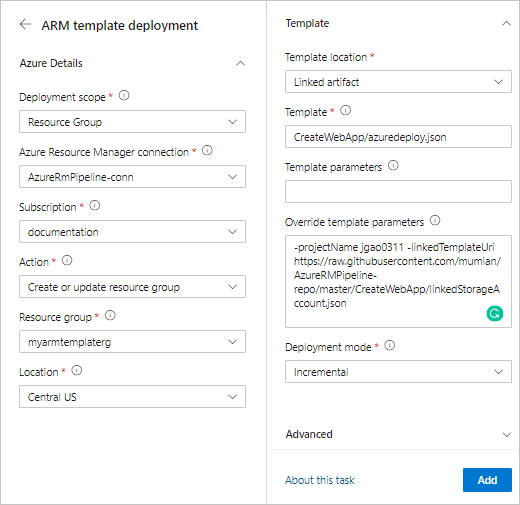 ARM template deployment
Azure Details
Deployment scope *
Resource Group
Azure Resource Manager connection *
AzureRmPipeline-conn
Subscription *
documentation
Action *
Create or update resource group
Resource group *
myarmtemplaterg
Location *
Central US
Template
Template location *
Linked artifact
Template *
CreateWebApp/azuredeploy.json
Template parameters
Override template parameters
-projectName jgao0311 -linkedTemplateUri
https://raw.githubusercontent.com/mumian/
AzureRMPipeline-
repo/master/CreateWebApp/linkedStorageA
ccount.json
Deployment mode *
Incremental
Advanced
About this task
Add